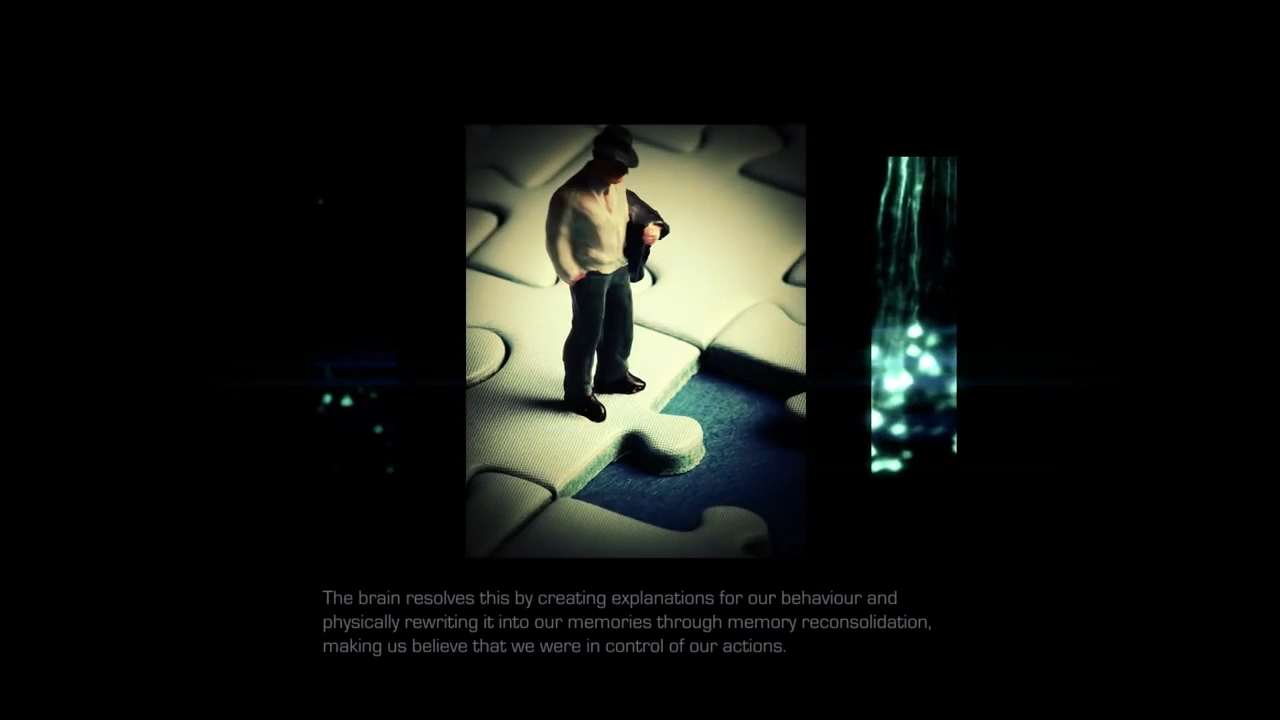 The brain resolves this by creating explanations for our behaviour and
physically rewriting it into our memories through memory reconsolidation,
making us believe that we were in control of our actions.